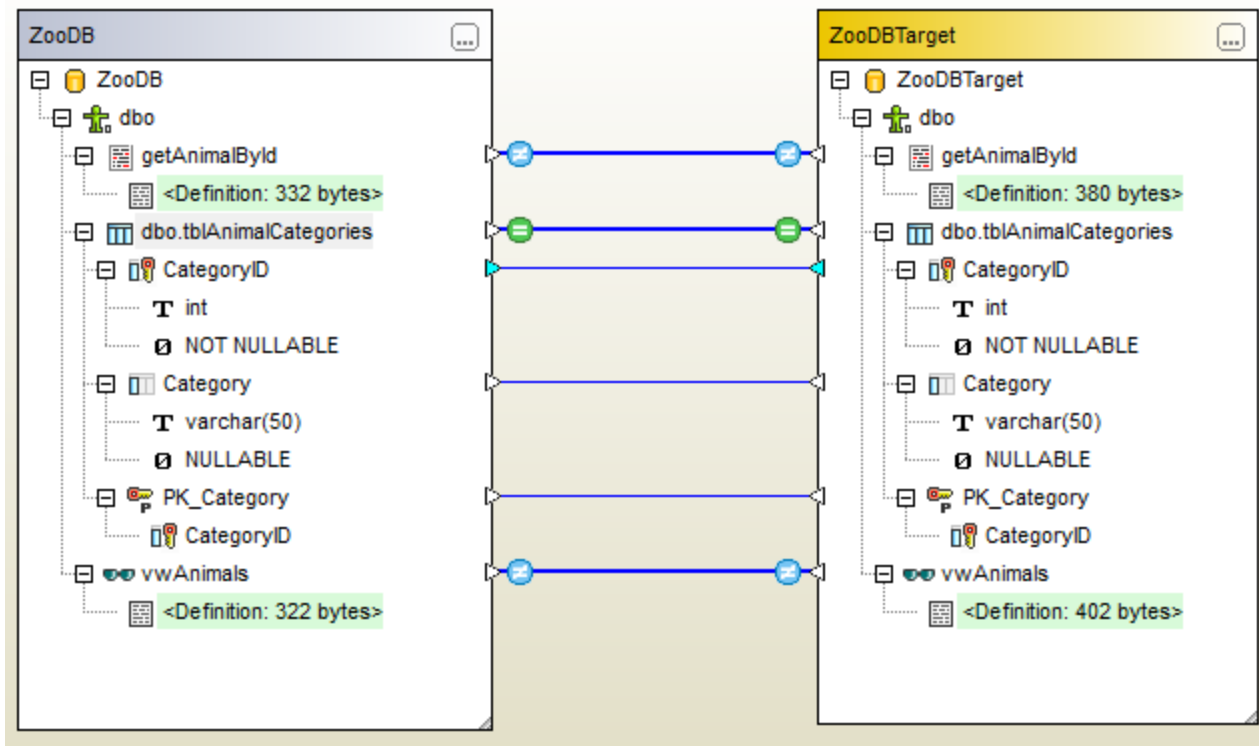 ZooDB
...
ZooDB
dbo
getAnimalById
<Definition: 332 bytes>
dbo.tblAnimalCategories
CategoryID
T int
NOT NULLABLE
Category
T varchar(50)
NULLABLE
PK_Category
CategoryID
vwAnimals
<Definition: 322 bytes>
ZooDBTarget
...
ZooDBTarget
dbo
getAnimalById
<Definition: 380 bytes>
dbo.tblAnimalCategories
CategoryID
T int
NOT NULLABLE
Category
T varchar(50)
NULLABLE
PK_Category
CategoryID
vwAnimals
<Definition: 402 bytes>